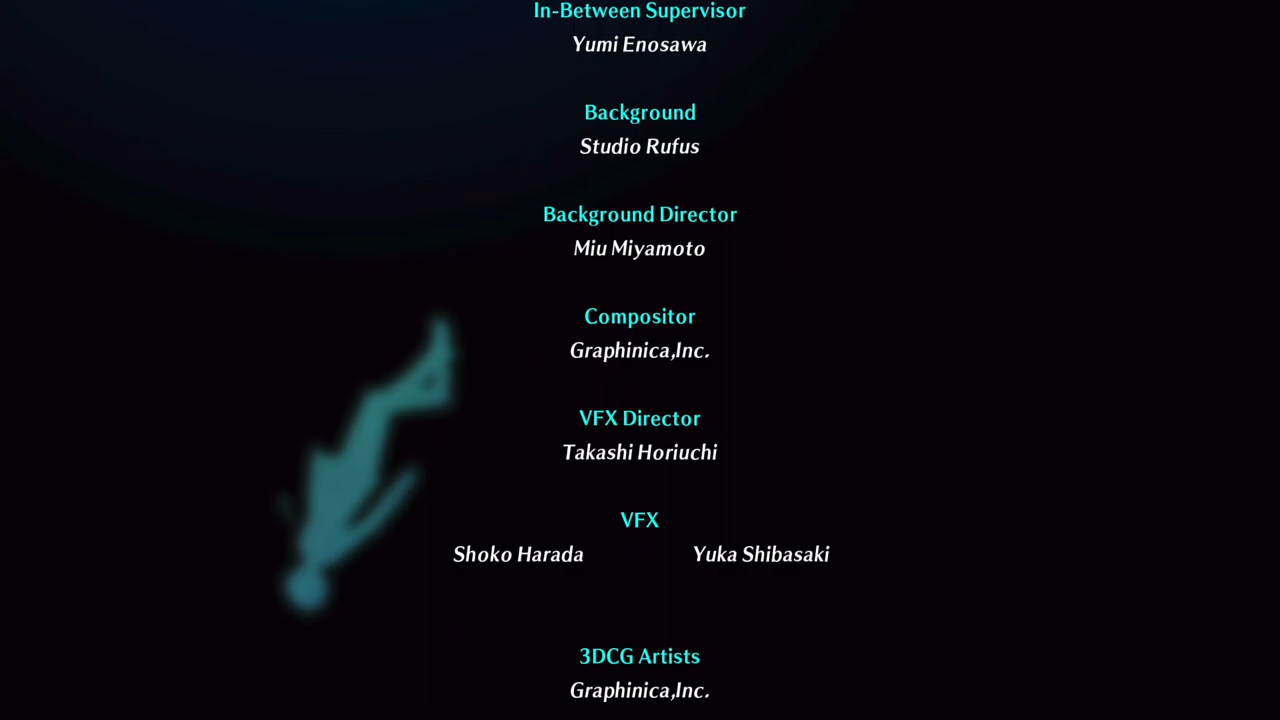 In-Between Supervisor
Yumi Enosawa
Background
Studio Rufus
Background Director
Miu Miyamoto
Compositor
Graphinica,Inc.
VFX Director
Takashi Horiuchi
VFX
Shoko Harada Yuka Shibasaki
3DCG Artists
Graphinica,Inc.